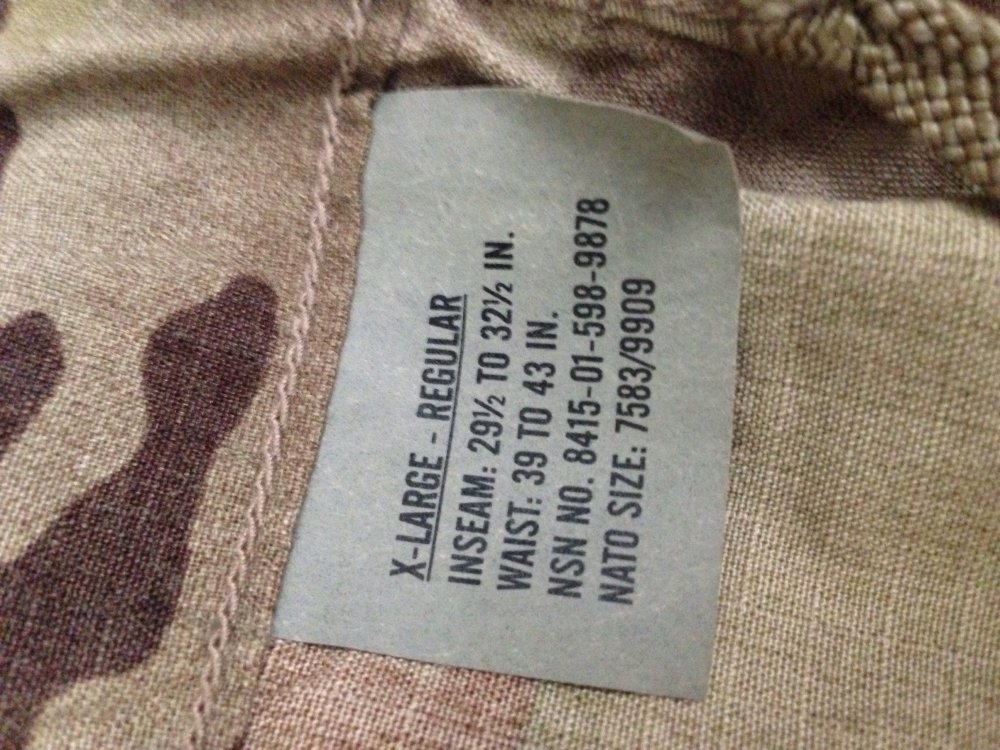 X-LARGE - REGULAR
INSEAM: 29½ TO 32½ IN.
WAIST: 39 TO 43 IN.
NSN NO. 8415-01-598-9878
NATO SIZE: 7583/9909